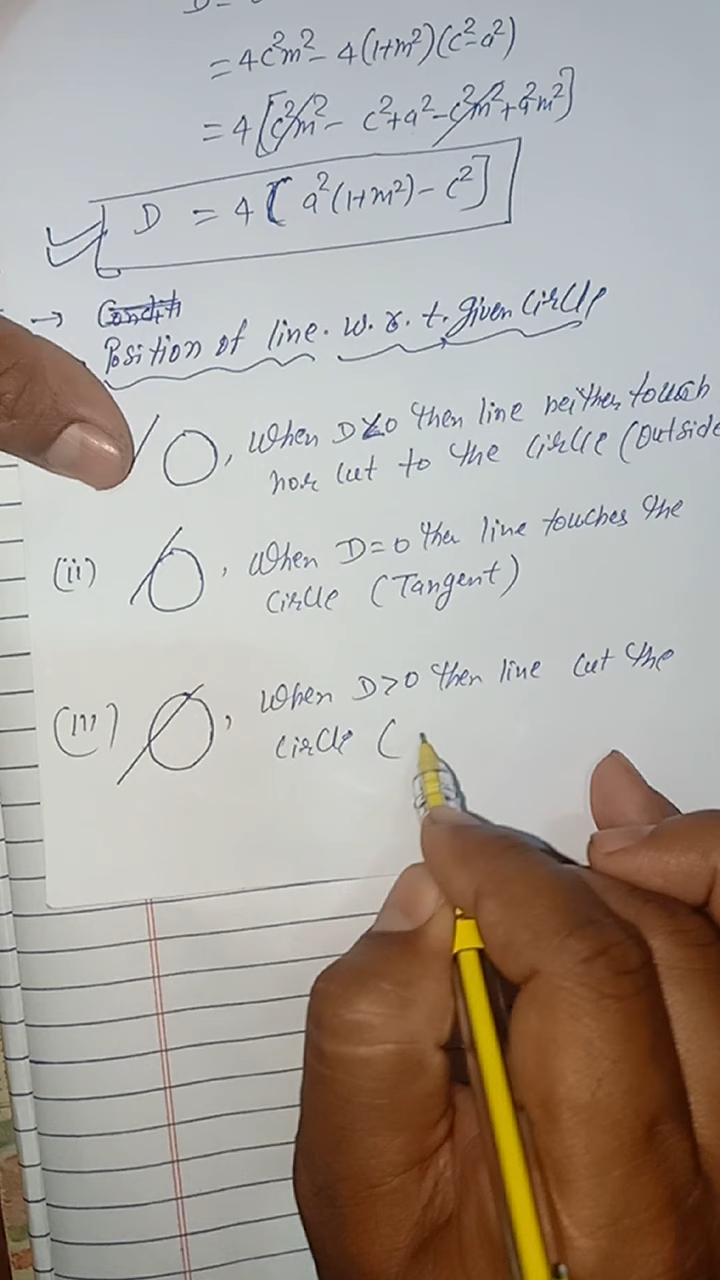 = 4c²m² - 4(1+m²)(c²-a²)
= 4[c²m² - c²+a²-c²m²+a²m²]
D = 4[a²(1+m²)-c²]
→ Condit
Position of line. w. r. t. given circle
, when D<0 then line neither touch
nor cut to the circle (outside
(ii) , when D=0 the line touches the
circle (Tangent)
(iii) , when D>0 then line cut the
circle (